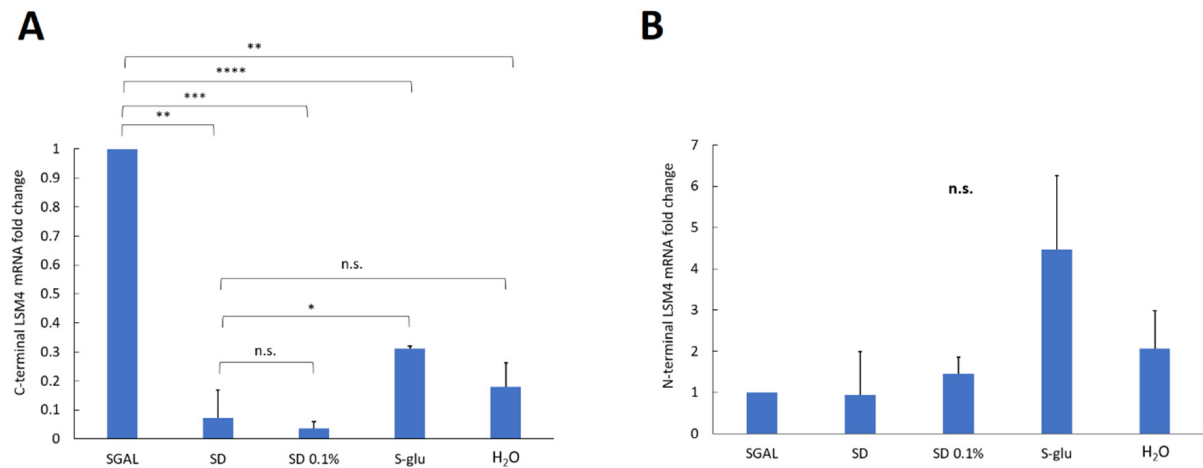 A
**
****
***
**
n.s.
*
n.s.
C-terminal LSM4 mRNA fold change
1
0.9
0.8
0.7
0.6
0.5
0.4
0.3
0.2
0.1
0
SGAL SD SD 0.1% S-glu H₂O
B
n.s.
N-terminal LSM4 mRNA fold change
7
6
5
4
3
2
1
0
SGAL SD SD 0.1% S-glu H₂O